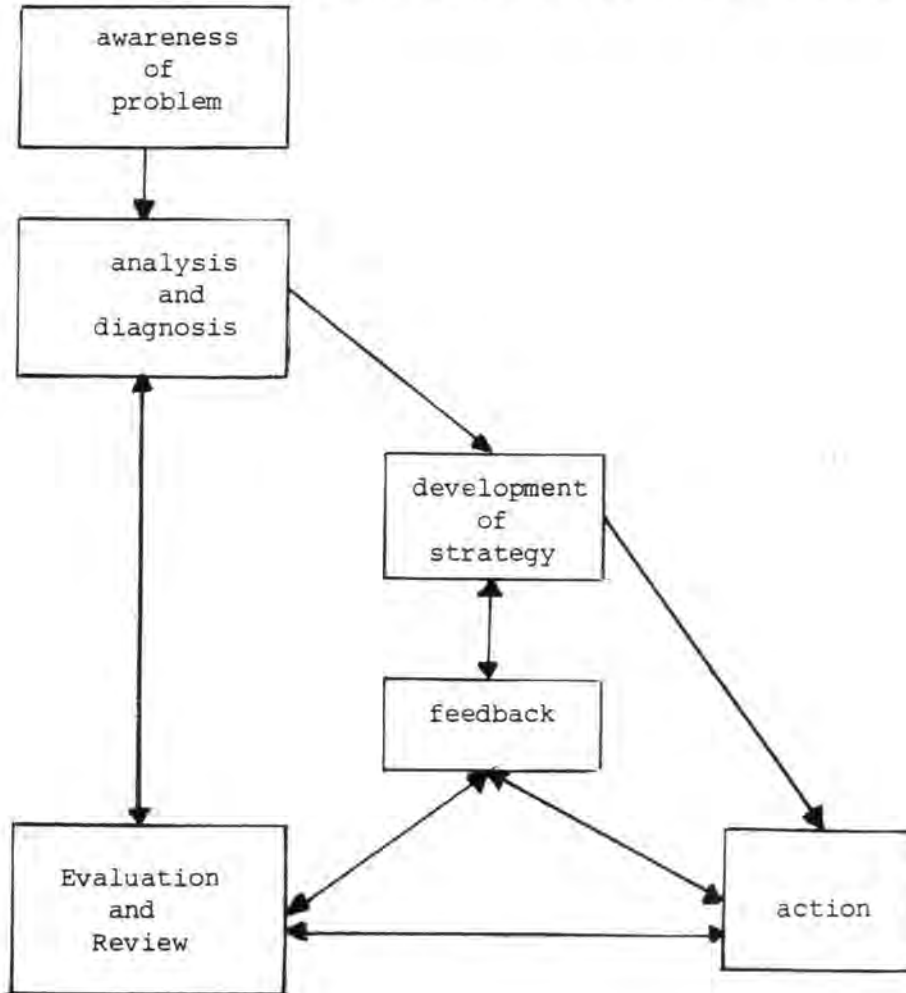 awareness
of
problem
analysis
and
diagnosis
development
of
strategy
feedback
Evaluation
and
Review
action